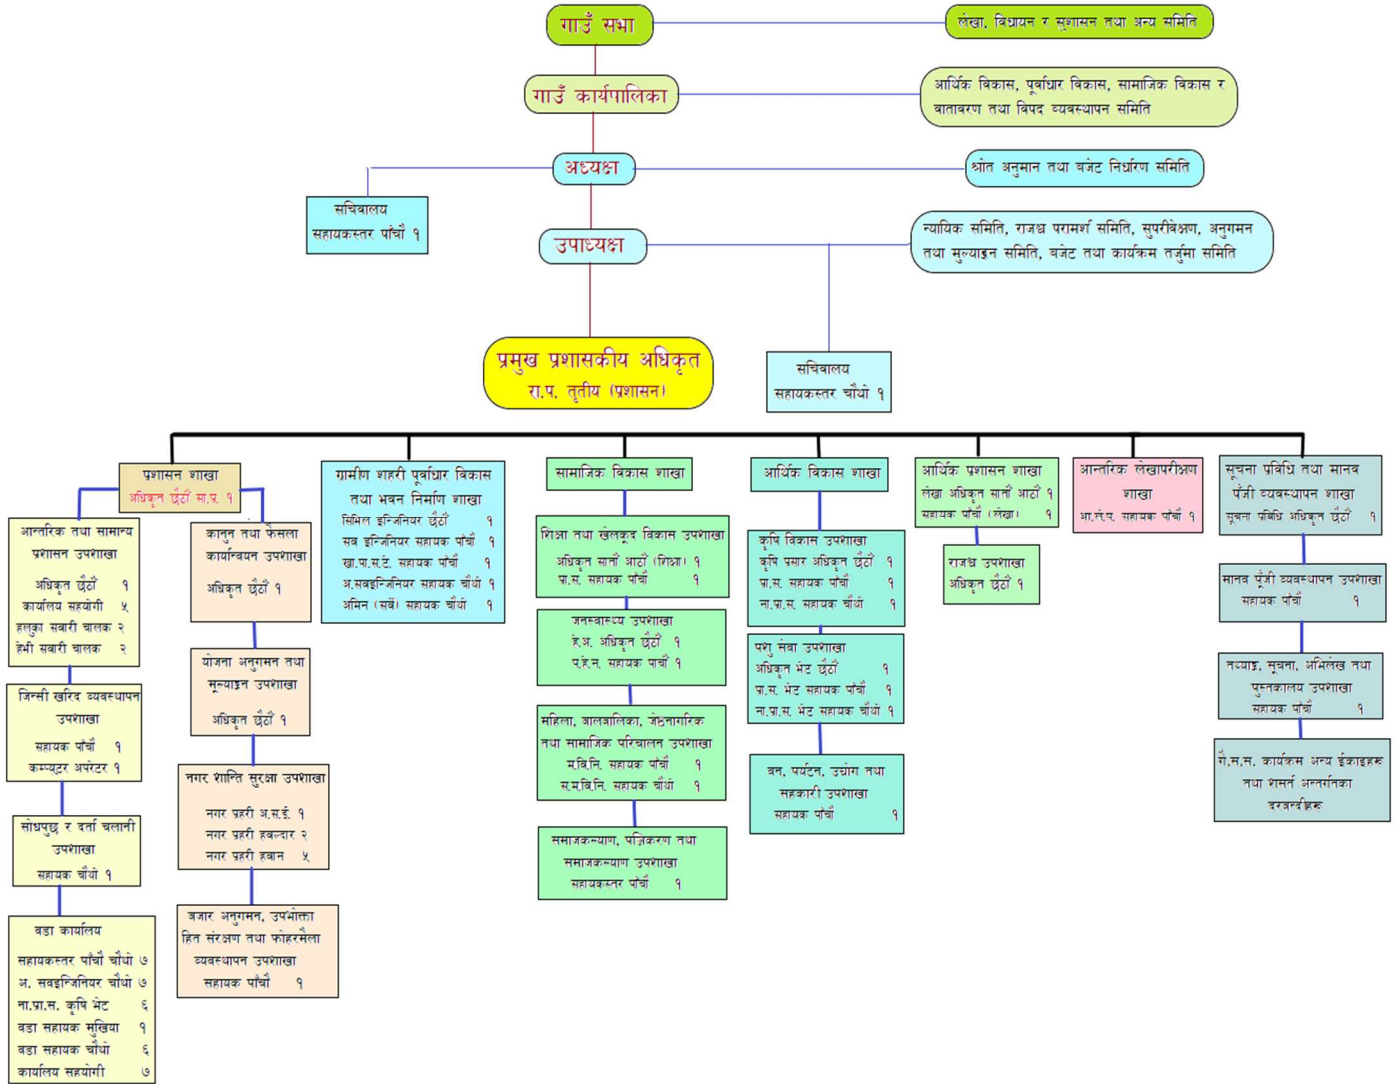 गाउँ सभा
लेखा, विधायन र सुशासन तथा अन्य समिति
गाउँ कार्यपालिका
आर्थिक विकास, पूर्वाधार विकास, सामाजिक विकास र
वातावरण तथा विपद व्यवस्थापन समिति
अध्यक्ष
श्रोत अनुमान तथा बजेट निर्धारण समिति
सचिवालय
सहायकस्तर पाँचौ १
उपाध्यक्ष
न्यायिक समिति, राजश्व परामर्श समिति, सुपरीवेक्षण, अनुगमन
तथा मुल्याङ्कन समिति, बजेट तथा कार्यक्रम तर्जुमा समिति
प्रमुख प्रशासकीय अधिकृत
रा.प. तृतीय (प्रशासन)
सचिवालय
सहायकस्तर चौथो १
प्रशासन शाखा
अधिकृत छैठौं सा.प्र. १
आन्तरिक तथा सामान्य
प्रशासन उपशाखा
अधिकृत छैठौं १
कार्यालय सहयोगी ५
हलुका सवारी चालक २
हेभी सवारी चालक २
जिन्सी खरिद व्यवस्थापन
उपशाखा
सहायक पाँचौ १
कम्प्युटर अपरेटर १
सोधपुछ र दर्ता चलानी
उपशाखा
सहायक चौथो १
वडा कार्यालय
सहायकस्तर पाँचौ चौथो ७
अ. सवइन्जिनियर चौथो ७
ना.प्रा.स. कृषि भेट ६
वडा सहायक मुखिया १
वडा सहायक चौथो ६
कार्यालय सहयोगी ७
कानुन तथा फैसला
कार्यान्वयन उपशाखा
अधिकृत छैठौं १
योजना अनुगमन तथा
मूल्याङ्कन उपशाखा
अधिकृत छैठौं १
नगर शान्ति सुरक्षा उपशाखा
नगर प्रहरी अ.स.ई. १
नगर प्रहरी हवल्दार २
नगर प्रहरी हवान ५
बजार अनुगमन, उपभोक्ता
हित संरक्षण तथा फोहरमैला
व्यवस्थापन उपशाखा
सहायक पाँचौ १
ग्रामीण शहरी पूर्वाधार विकास
तथा भवन निर्माण शाखा
सिभिल इन्जिनियर छैठौं १
सव इन्जिनियर सहायक पाँचौ १
खा.पा.स.टे. सहायक पाँचौ १
अ.सवइन्जिनियर सहायक चौथो १
अमिन (सर्वे) सहायक चौथो १
सामाजिक विकास शाखा
शिक्षा तथा खेलकूद विकास उपशाखा
अधिकृत सातौं आठौं (शिक्षा) १
प्रा.स. सहायक पाँचौ १
जनस्वास्थ्य उपशाखा
हे.अ. अधिकृत छैठौं १
प.हे.न. सहायक पाचौं १
महिला, बालवालिका, जेष्ठनागरिक
तथा सामाजिक परिचालन उपशाखा
म.वि.नि. सहायक पाँचौ १
स.म.वि.नि. सहायक चौथो १
समाजकल्याण, पञ्जिकरण तथा
समाजकल्याण उपशाखा
सहायकस्तर पाँचौ १
आर्थिक विकास शाखा
कृषि विकास उपशाखा
कृषि प्रसार अधिकृत छैठौं १
प्रा.स. सहायक पाँचौ १
ना.प्रा.स. सहायक चौथो १
पशु सेवा उपशाखा
अधिकृत भेट छैठौं १
प्रा.स. भेट सहायक पाँचौ १
ना.प्रा.स. भेट सहायक चौथो १
वन, पर्यटन, उद्योग तथा
सहकारी उपशाखा
सहायक पाँचौ १
आर्थिक प्रशासन शाखा
लेखा अधिकृत सातौं आठौं १
सहायक पाँचौ (लेखा) १
राजश्व उपशाखा
अधिकृत छैठौं १
आन्तरिक लेखापरीक्षण
शाखा
आ.ले.प. सहायक पाँचौ १
सूचना प्रविधि तथा मानव
पूँजी व्यवस्थापन शाखा
सूचना प्रविधि अधिकृत छैठौं १
मानव पूँजी व्यवस्थापन उपशाखा
सहायक पाँचौ १
तथ्याङ्क, सूचना, अभिलेख तथा
पुस्तकालय उपशाखा
सहायक पाँचौ १
गै.स.स. कार्यक्रम अन्य ईकाइहरू
तथा शसर्त अन्तर्गतका
दरवन्दीहरू